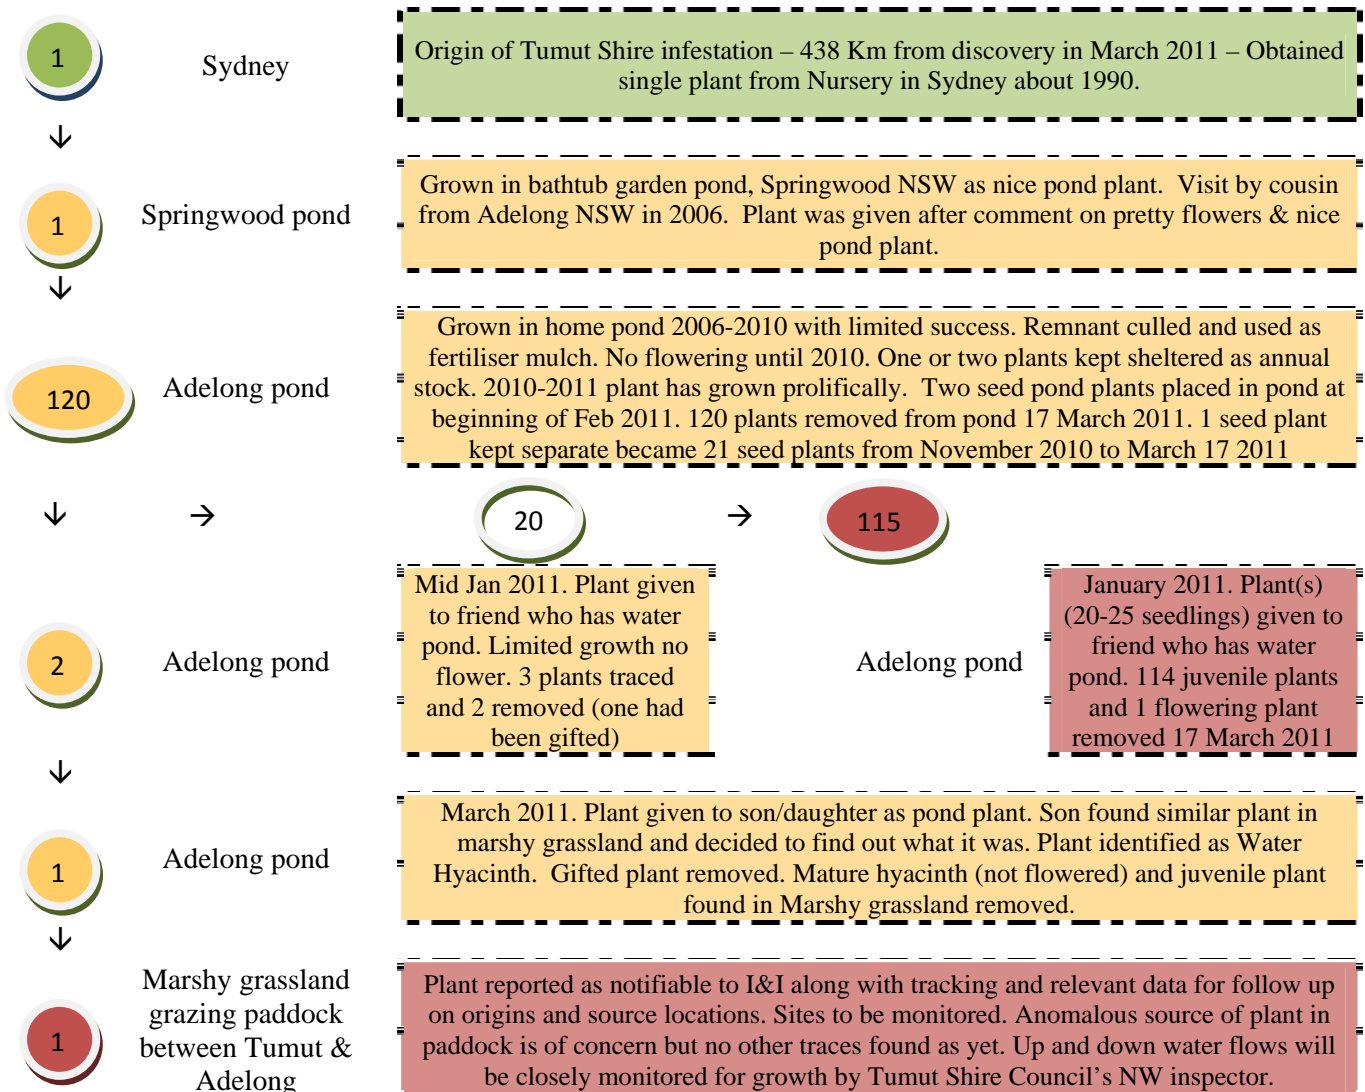 1
Sydney
Origin of Tumut Shire infestation – 438 Km from discovery in March 2011 – Obtained
single plant from Nursery in Sydney about 1990.
↓
1
Springwood pond
Grown in bathtub garden pond, Springwood NSW as nice pond plant.  Visit by cousin
from Adelong NSW in 2006.  Plant was given after comment on pretty flowers & nice
pond plant.
↓
120
Adelong pond
Grown in home pond 2006-2010 with limited success. Remnant culled and used as
fertiliser mulch. No flowering until 2010. One or two plants kept sheltered as annual
stock. 2010-2011 plant has grown prolifically.  Two seed pond plants placed in pond at
beginning of Feb 2011. 120 plants removed from pond 17 March 2011. 1 seed plant
kept separate became 21 seed plants from November 2010 to March 17 2011
↓ → 20 → 115
2
Adelong pond
Mid Jan 2011. Plant given
to friend who has water
pond. Limited growth no
flower. 3 plants traced
and 2 removed (one had
been gifted)
Adelong pond
January 2011. Plant(s)
(20-25 seedlings) given to
friend who has water
pond. 114 juvenile plants
and 1 flowering plant
removed 17 March 2011
↓
1
Adelong pond
March 2011. Plant given to son/daughter as pond plant. Son found similar plant in
marshy grassland and decided to find out what it was. Plant identified as Water
Hyacinth.  Gifted plant removed. Mature hyacinth (not flowered) and juvenile plant
found in Marshy grassland removed.
↓
1
Marshy grassland
grazing paddock
between Tumut &
Adelong
Plant reported as notifiable to I&I along with tracking and relevant data for follow up
on origins and source locations. Sites to be monitored. Anomalous source of plant in
paddock is of concern but no other traces found as yet. Up and down water flows will
be closely monitored for growth by Tumut Shire Council's NW inspector.